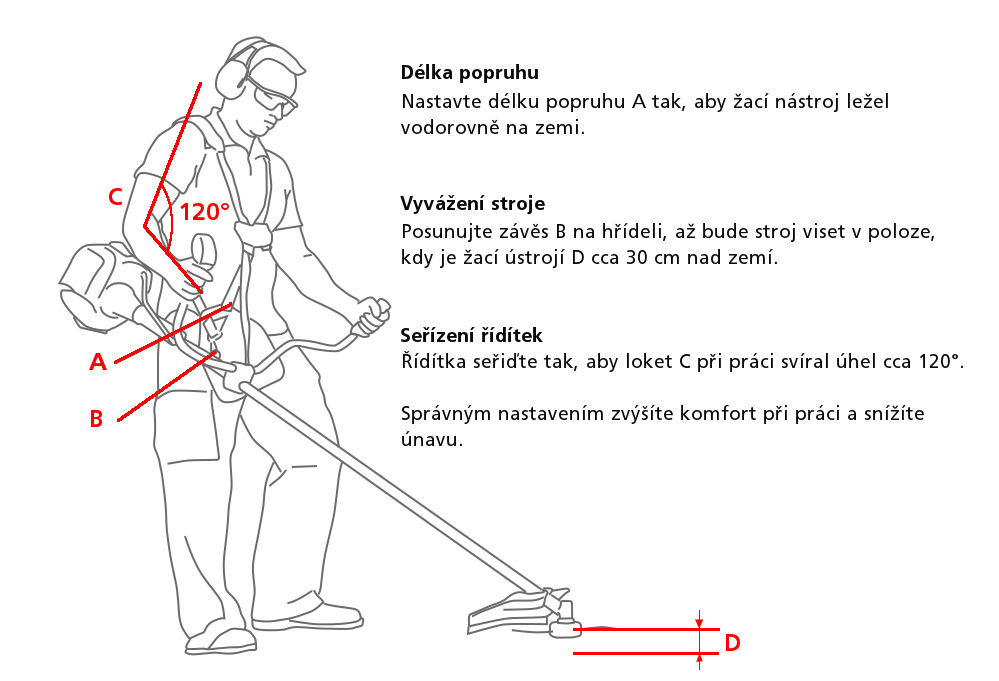 Délka popruhu
Nastavte délku popruhu A tak, aby žací nástroj ležel
vodorovně na zemi.
Vyvážení stroje
Posunujte závěs B na hřídeli, až bude stroj viset v poloze,
kdy je žací ústrojí D cca 30 cm nad zemí.
Seřízení řídítek
Řídítka seřiďte tak, aby loket C při práci svíral úhel cca 120°.
Správným nastavením zvýšíte komfort při práci a snížíte
únavu.
C
120°
A
B
D